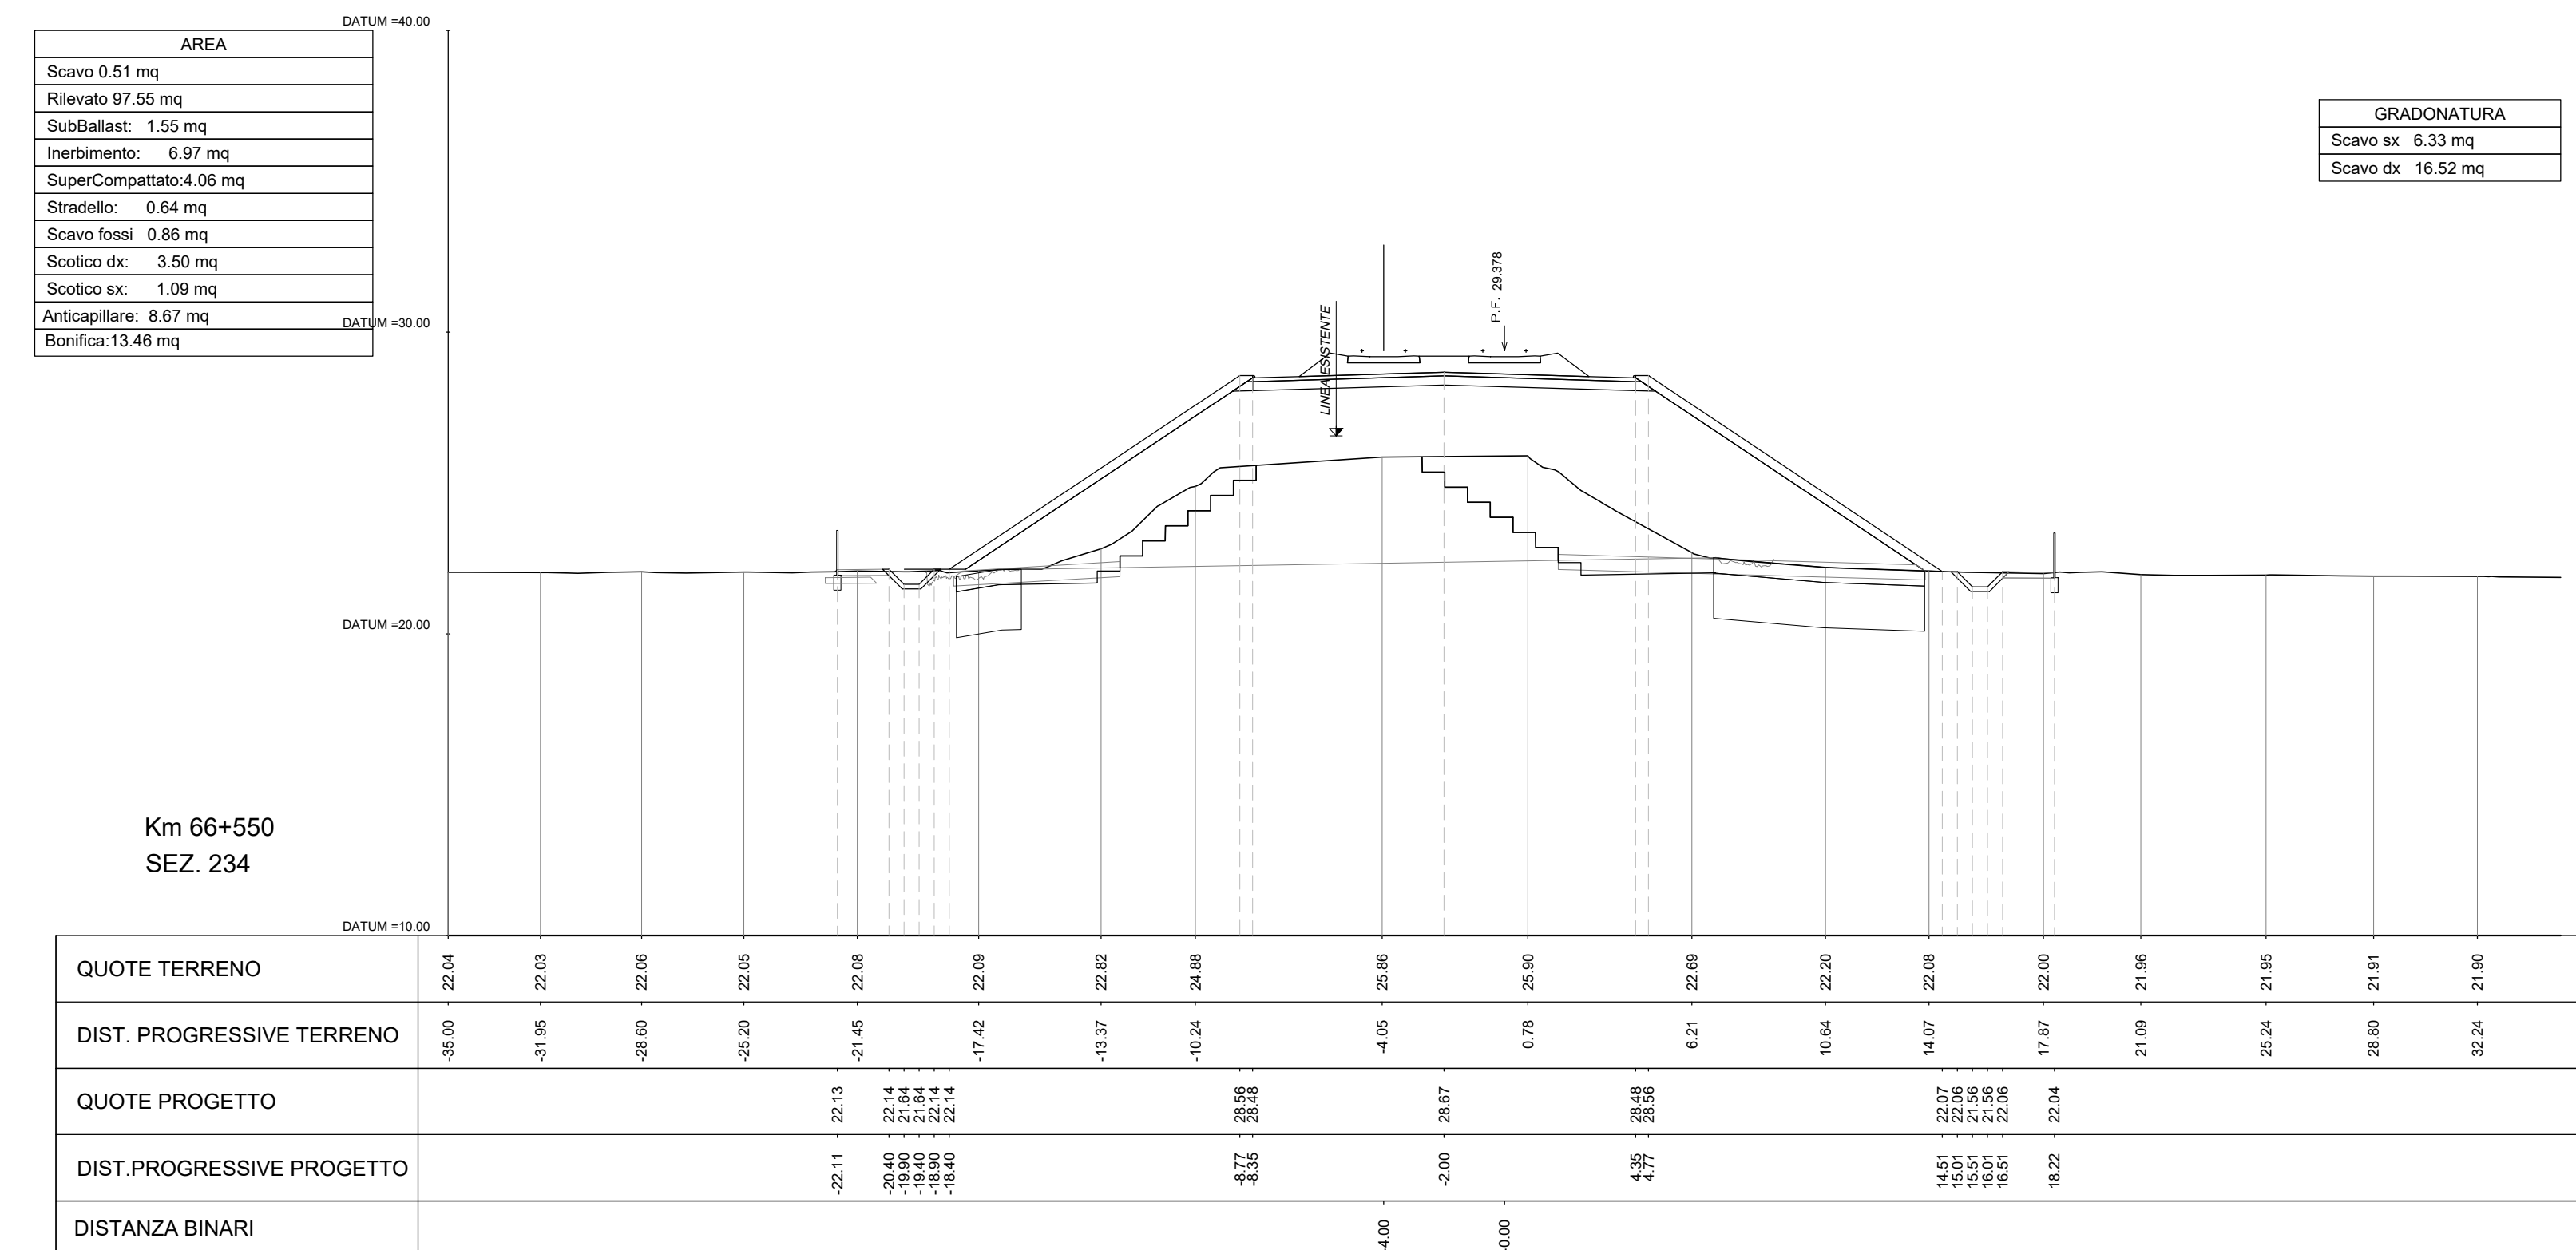 DATUM =40.00
AREA
Scavo 0.51 mq
Rilevato 97.55 mq
SubBallast: 1.55 mq
Inerbimento: 6.97 mq
SuperCompattato:4.06 mq
Stradello: 0.64 mq
Scavo fossi 0.86 mq
Scotico dx: 3.50 mq
Scotico sx: 1.09 mq
Anticapillare: 8.67 mq
Bonifica:13.46 mq
GRADONATURA
Scavo sx 6.33 mq
Scavo dx 16.52 mq
DATUM =30.00
LINEA ESISTENTE
P.F. 29.378
DATUM =20.00
Km 66+550
SEZ. 234
DATUM =10.00
QUOTE TERRENO 22.04 22.03 22.06 22.05 22.08 22.09 22.82 24.88 25.86 25.90 22.69 22.20 22.08 22.00 21.96 21.95 21.91 21.90
DIST. PROGRESSIVE TERRENO -35.00 -31.95 -28.60 -25.20 -21.45 -17.42 -13.37 -10.24 -4.05 0.78 6.21 10.64 14.07 17.87 21.09 25.24 28.80 32.24
QUOTE PROGETTO 22.13 22.14 21.64 21.64 22.14 22.14 28.56 28.48 28.67 28.48 28.56 22.07 22.06 21.56 21.56 22.06 22.04
DIST.PROGRESSIVE PROGETTO -22.11 -20.40 -19.90 -19.40 -18.90 -18.40 -8.77 -8.35 -2.00 4.35 4.77 14.51 15.01 15.51 16.01 16.51 18.22
DISTANZA BINARI -4.00 -0.00